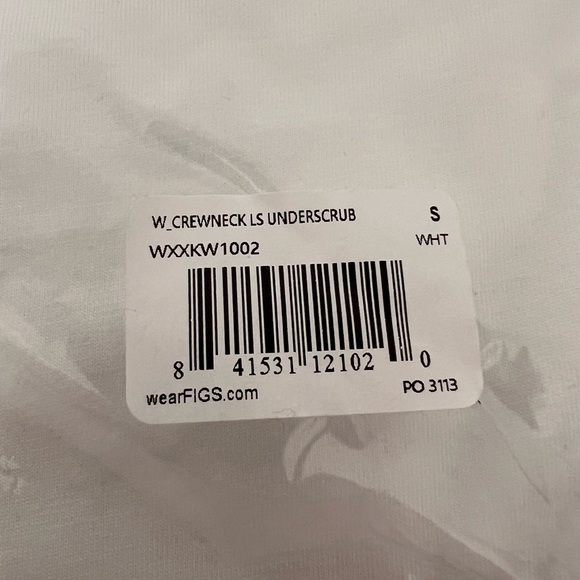 W_CREWNECK LS UNDERSCRUB S
WXXKW1002 WHT
8 41531 12102 0
wearFIGS.com PO 3113